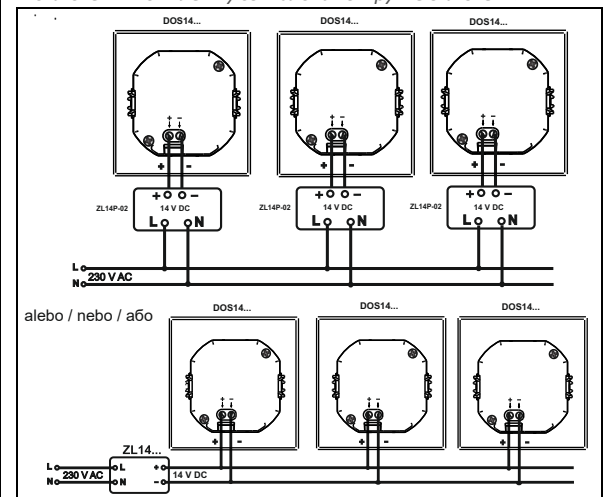 DOS14... DOS14... DOS14...
+ − + − + −
+ - + - + -
+ − + − + −
ZL14P-02 14 V DC ZL14P-02 14 V DC ZL14P-02 14 V DC
L N L N L N
L
230 V AC
N
alebo / nebo / або
DOS14... DOS14... DOS14...
+ − + − + −
+ - + - + -
ZL14...
L L +
230 V AC 14 V DC
N N −